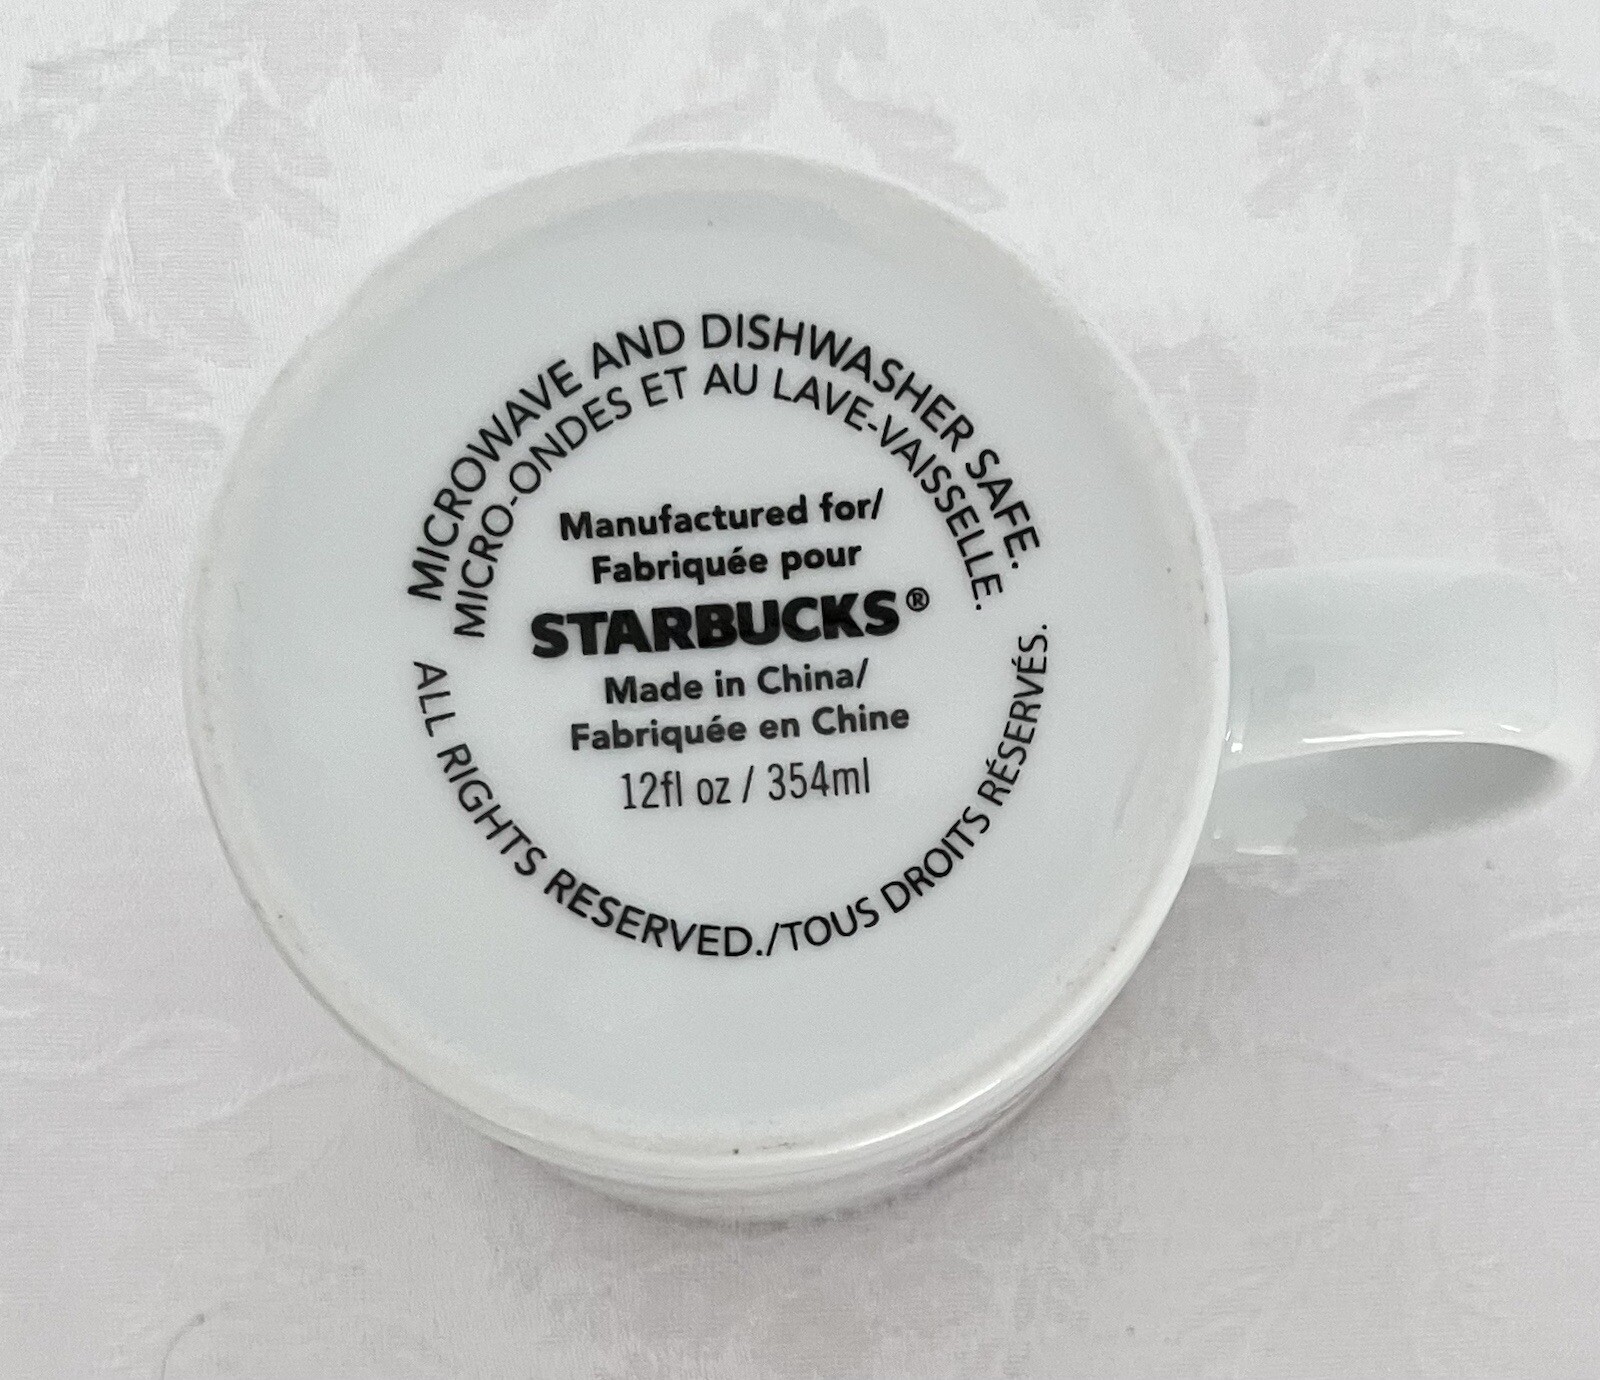 MICROWAVE AND DISHWASHER SAFE.
MICRO-ONDES ET AU LAVE-VAISSELLE.
Manufactured for/
Fabriquée pour
STARBUCKS®
Made in China/
Fabriquée en Chine
12fl oz / 354ml
ALL RIGHTS RESERVED./TOUS DROITS RÉSERVÉS.